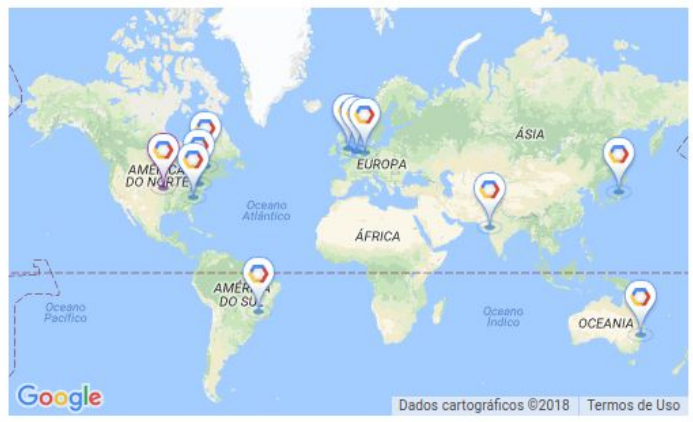 ÁSIA
EUROPA
AMÉRICA
DO NORTE
Oceano
Atlântico
ÁFRICA
AMÉRICA
DO SUL
Oceano
Pacífico
Oceano
Índico
OCEANIA
Google
Dados cartográficos ©2018
Termos de Uso